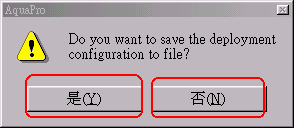 AquaPro
Do you want to save the deployment
configuration to file?
是(Y)
否(N)